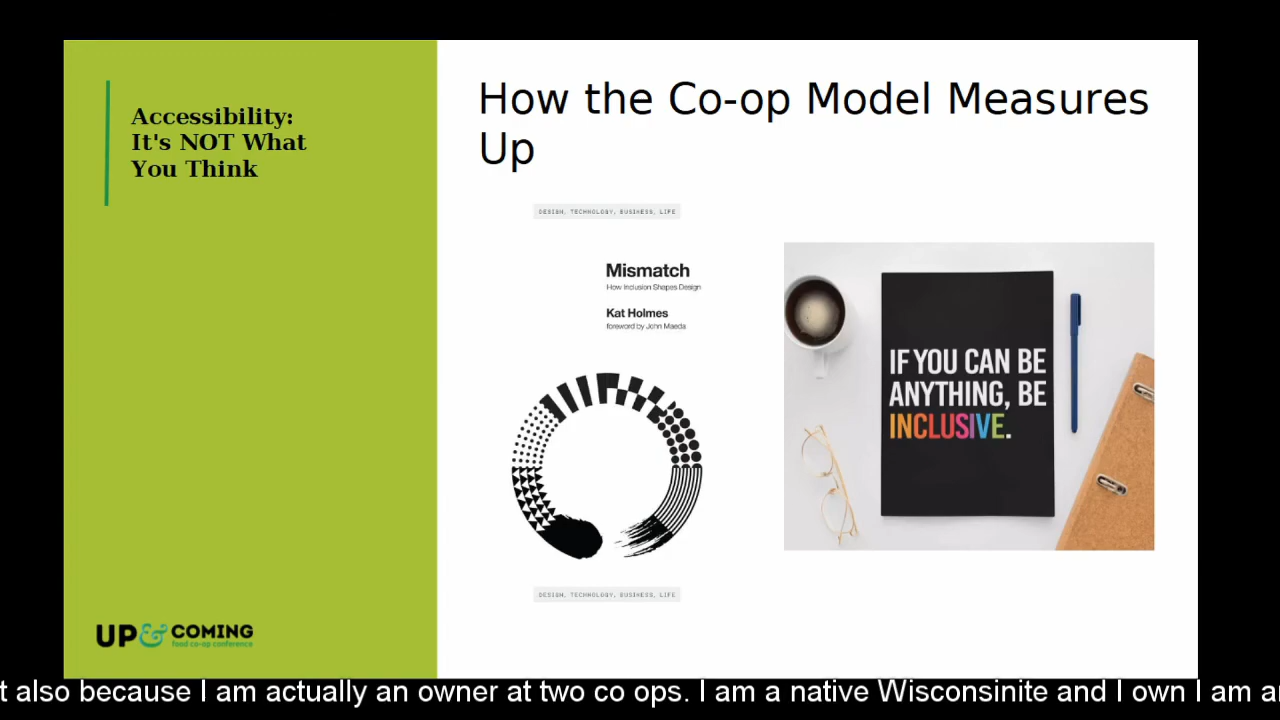 Accessibility:
It's NOT What
You Think
How the Co-op Model Measures
Up
DESIGN, TECHNOLOGY, BUSINESS, LIFE
Mismatch
How Inclusion Shapes Design
Kat Holmes
foreword by John Maeda
DESIGN, TECHNOLOGY, BUSINESS, LIFE
IF YOU CAN BE
ANYTHING, BE
INCLUSIVE.
UP & COMING
food co-op conference
t also because I am actually an owner at two co ops. I am a native Wisconsinite and I own I am a